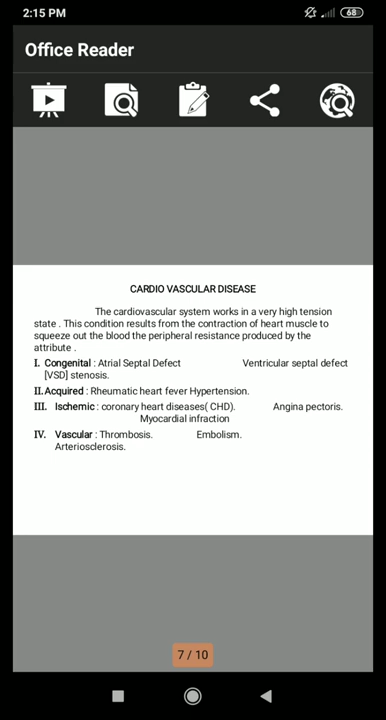 2:15 PM 68
Office Reader
CARDIO VASCULAR DISEASE
The cardiovascular system works in a very high tension
state . This condition results from the contraction of heart muscle to
squeeze out the blood the peripheral resistance produced by the
attribute .
I. Congenital : Atrial Septal Defect Ventricular septal defect
[VSD] stenosis.
II. Acquired : Rheumatic heart fever Hypertension.
III. Ischemic : coronary heart diseases( CHD). Angina pectoris.
Myocardial infraction
IV. Vascular : Thrombosis. Embolism.
Arteriosclerosis.
7 / 10